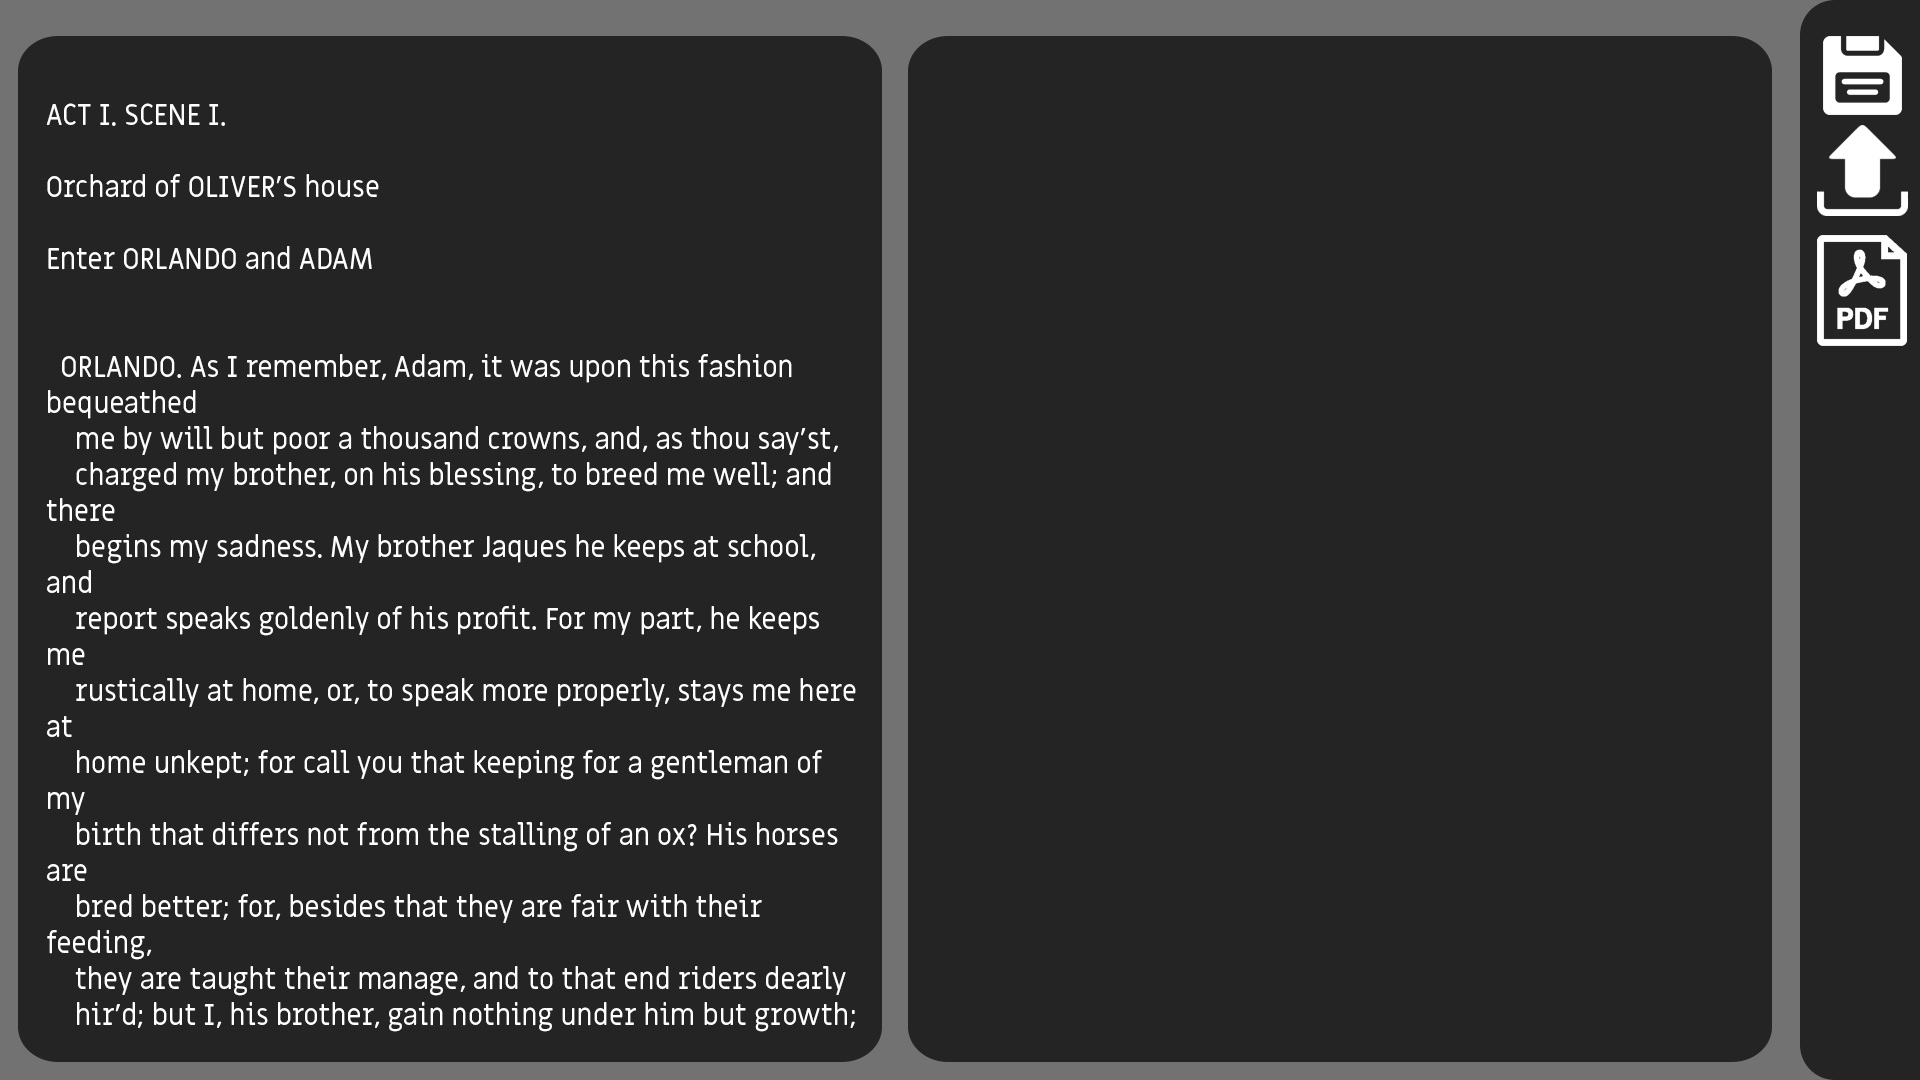 ACT I. SCENE I.
Orchard of OLIVER’S house
Enter ORLANDO and ADAM
ORLANDO. As I remember, Adam, it was upon this fashion
bequeathed
me by will but poor a thousand crowns, and, as thou say’st,
charged my brother, on his blessing, to breed me well; and
there
begins my sadness. My brother Jaques he keeps at school,
and
report speaks goldenly of his profit. For my part, he keeps
me
rustically at home, or, to speak more properly, stays me here
at
home unkept; for call you that keeping for a gentleman of
my
birth that differs not from the stalling of an ox? His horses
are
bred better; for, besides that they are fair with their
feeding,
they are taught their manage, and to that end riders dearly
hir’d; but I, his brother, gain nothing under him but growth;
PDF